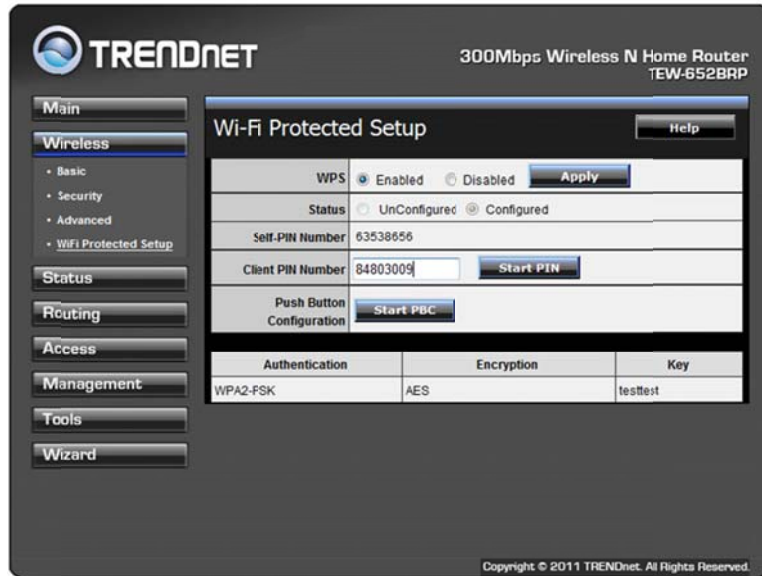 TRENDNET
300Mbps Wireless N Home Router
TEW-652BRP
Main
Wireless
• Basic
• Security
• Advanced
• WiFi Protected Setup
Status
Routing
Access
Management
Tools
Wizard
Wi-Fi Protected Setup
Help
WPS Enabled Disabled Apply
Status UnConfigured Configured
Self-PIN Number 63538656
Client PIN Number 84803009 Start PIN
Push Button Configuration Start PBC
Authentication Encryption Key
WPA2-PSK AES testtest
Copyright © 2011 TRENDnet. All Rights Reserved.